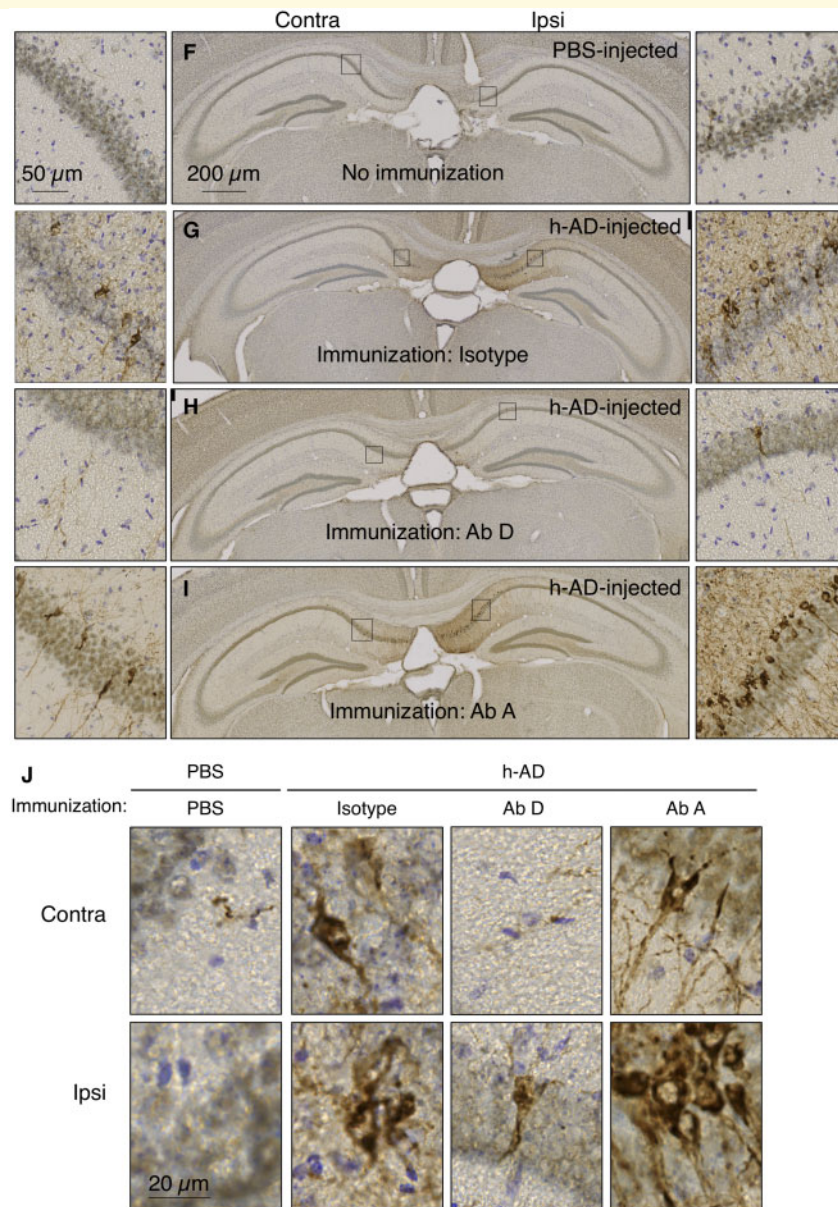 Contra Ipsi
F PBS-injected
50 µm 200 µm No immunization
G h-AD-injected
Immunization: Isotype
H h-AD-injected
Immunization: Ab D
I h-AD-injected
Immunization: Ab A
J PBS h-AD
Immunization: PBS Isotype Ab D Ab A
Contra
Ipsi
20 µm